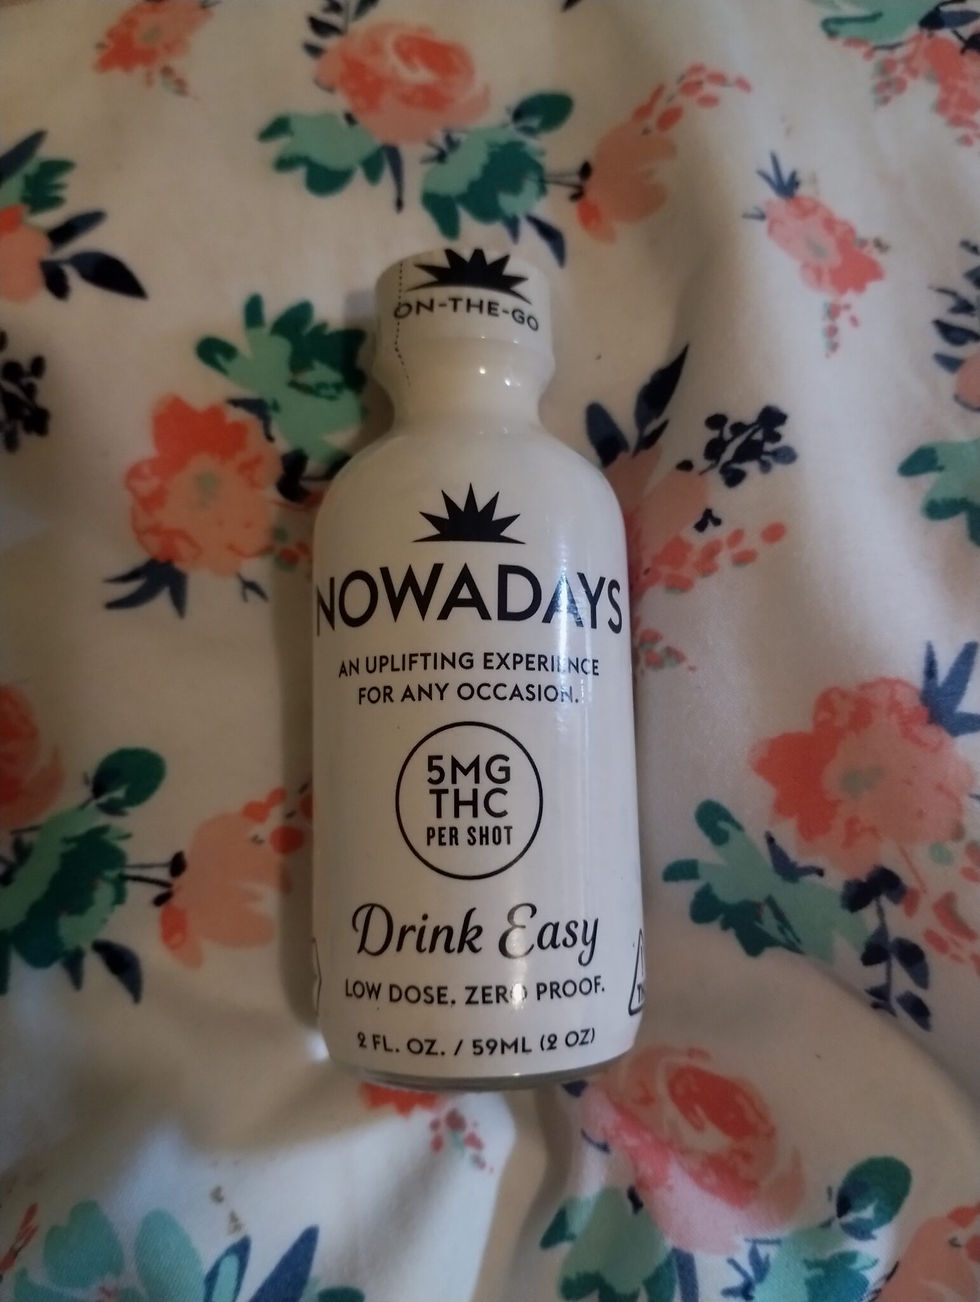 ON-THE-GO
NOWADAYS
AN UPLIFTING EXPERIENCE
FOR ANY OCCASION.
5MG
THC
PER SHOT
Drink Easy
LOW DOSE. ZERO PROOF.
2 FL. OZ. / 59ML (2 OZ)